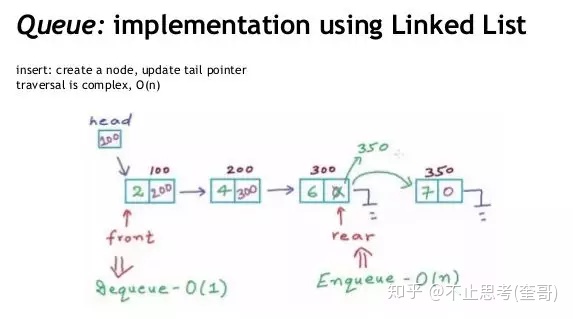 Queue: implementation using Linked List
insert: create a node, update tail pointer
traversal is complex, O(n)
head
100
350
100 200 300 350
2 200 4 300 6 0 7 0
front rear
Dequeue - O(1) Enqueue - O(n)
知乎 @不止思考(奎哥)